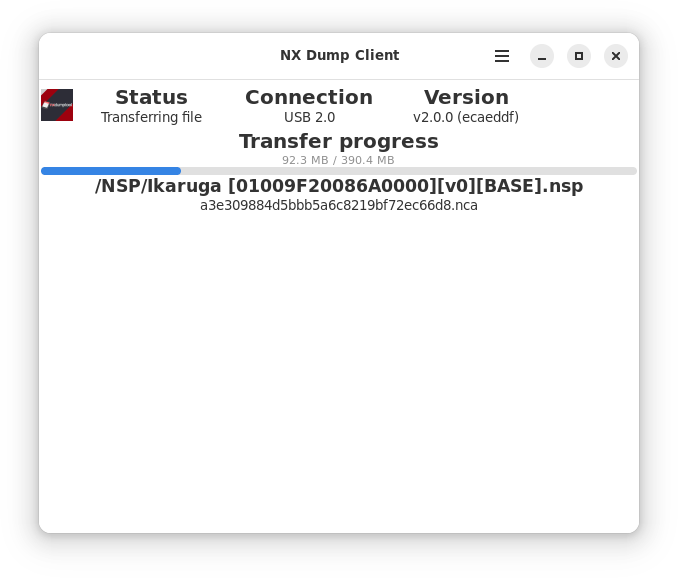 NX Dump Client
Status Connection Version
Transferring file USB 2.0 v2.0.0 (ecaeddf)
Transfer progress
92.3 MB / 390.4 MB
/NSP/Ikaruga [01009F20086A0000][v0][BASE].nsp
a3e309884d5bbb5a6c8219bf72ec66d8.nca